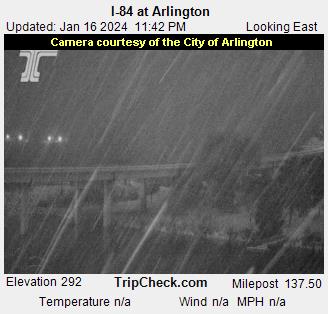 I-84 at Arlington
Updated: Jan 16 2024 11:42 PM Looking East
Camera courtesy of the City of Arlington
Elevation 292 TripCheck.com Milepost 137.50
Temperature n/a Wind n/a MPH n/a